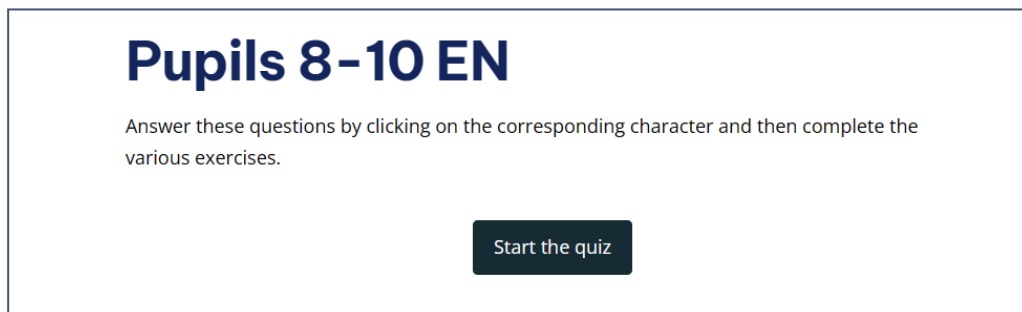 Pupils 8-10 EN
Answer these questions by clicking on the corresponding character and then complete the
various exercises.
Start the quiz